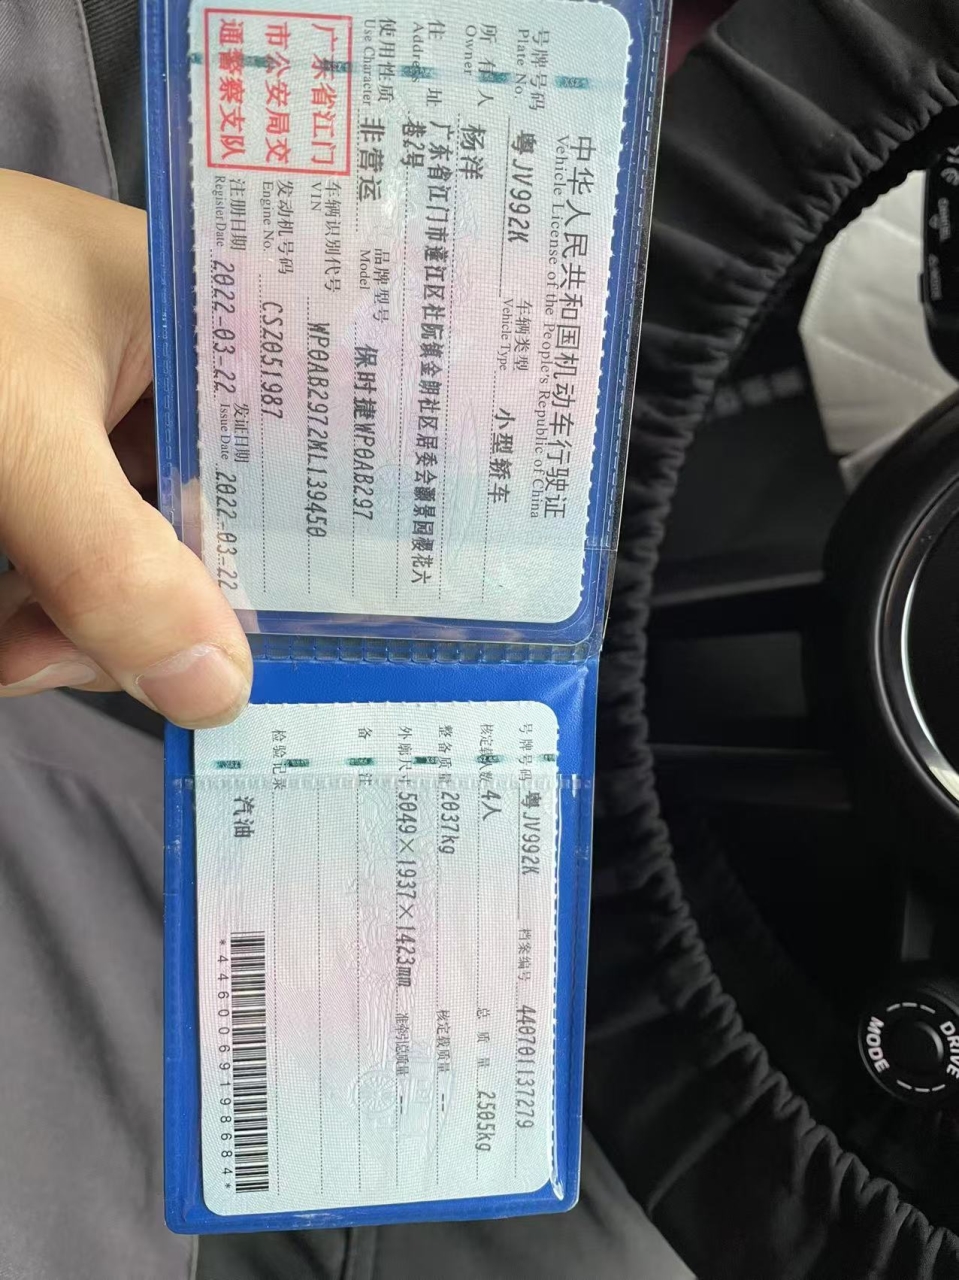 中华人民共和国机动车行驶证
Vehicle License of the People's Republic of China
号牌号码 粤JV992K 车辆类型 小型轿车
Plate No. Vehicle Type
所有人 杨洋
Owner
住址 广东省江门市蓬江区杜阮镇金朗社区居委会灏景园樱花六
Address 巷2号
使用性质 非营运 品牌型号 保时捷WP0AB297
Use Character Model
广东省江门
市公安局交
通警察支队
车辆识别代号 WP0AB2972ML139450
VIN
发动机号码 CSZ051987
Engine No.
注册日期 2022-03-22 发证日期 2022-03-22
Register Date Issue Date
号牌号码 粤JV992K 档案编号 440701137279
核定载人数 4人 总质量 2505kg
整备质量 2037kg 核定载质量 --
外廓尺寸 5049×1937×1423mm 准牵引总质量 --
备注
检验记录
汽油
*4460069198684*
DRIVE
MODE